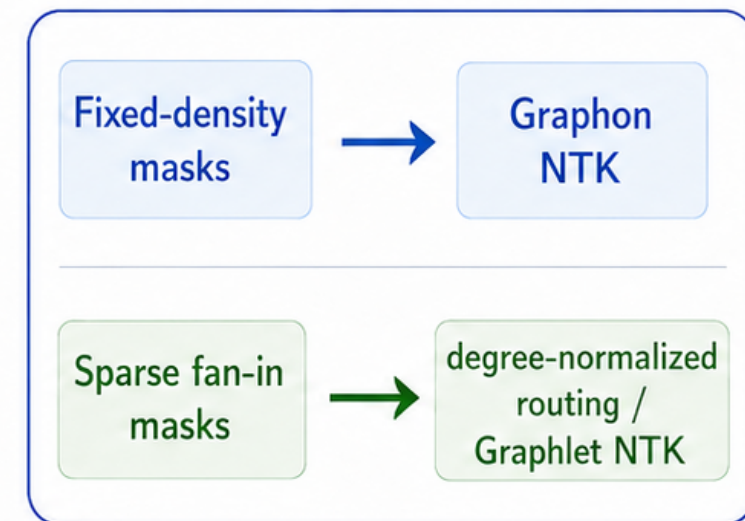 Fixed-density
masks
Graphon
NTK
Sparse fan-in
masks
degree-normalized
routing /
Graphlet NTK